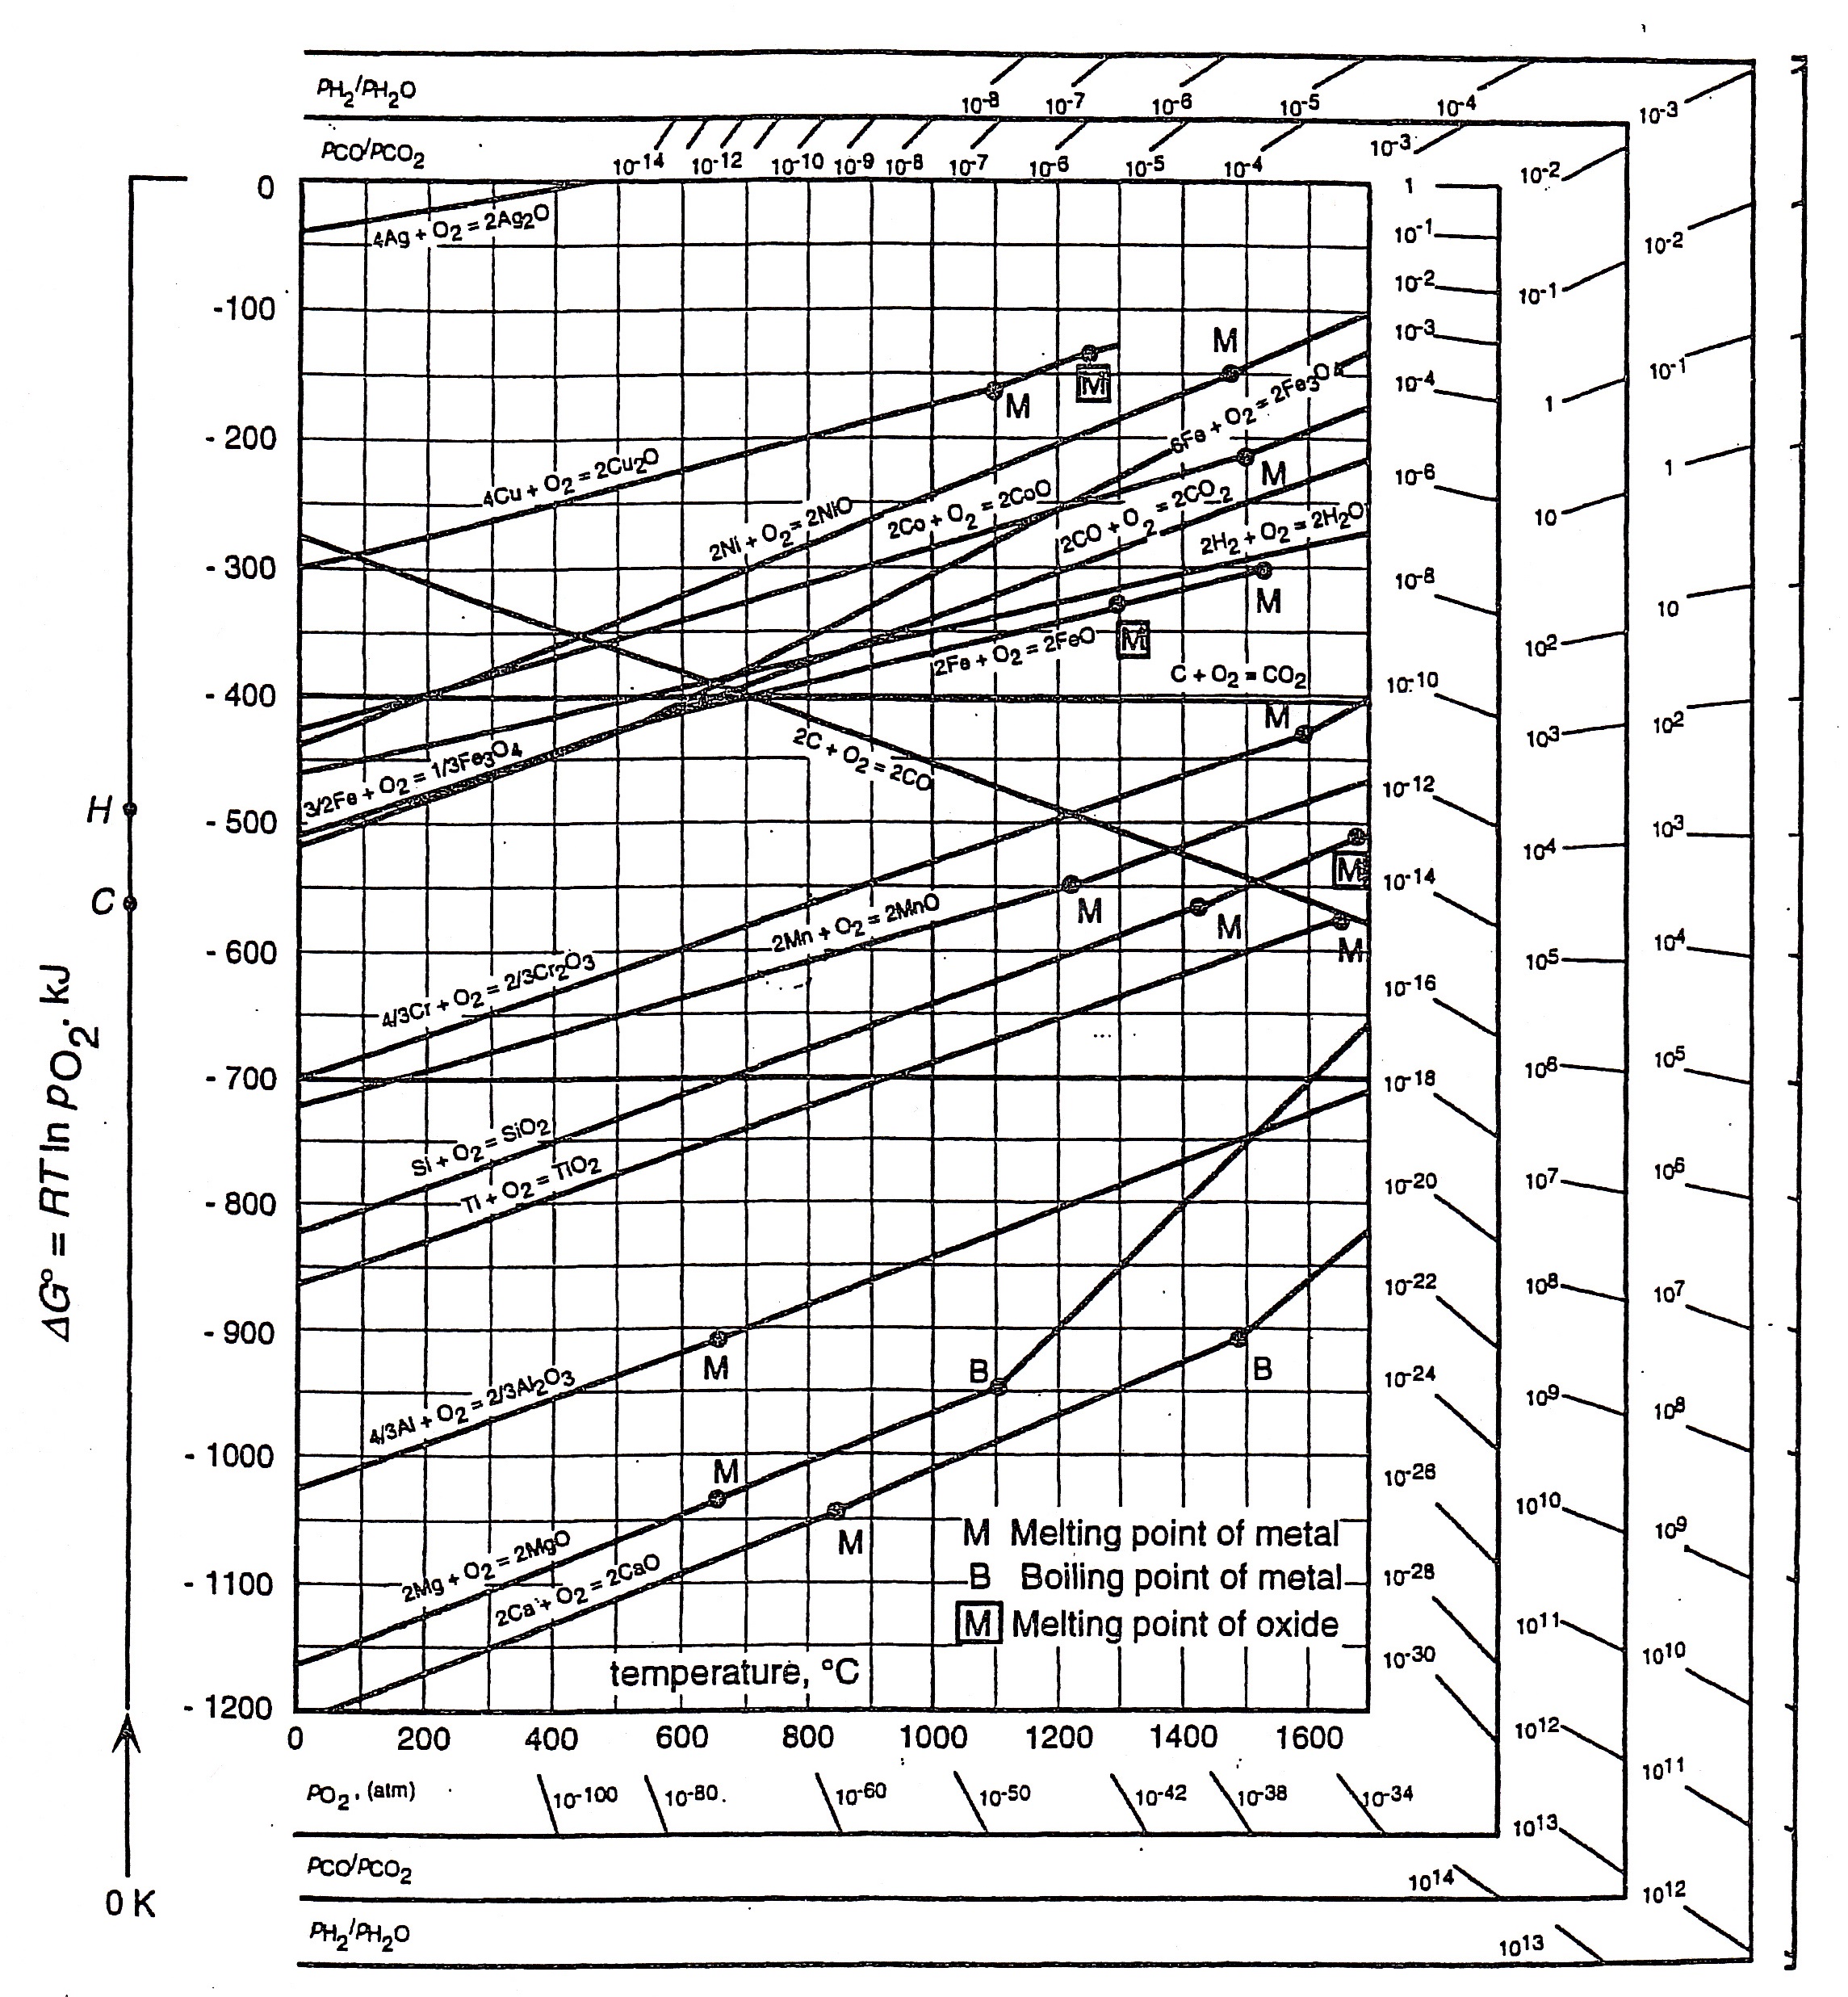 pH2/pH2O
10-8 10-7 10-6 10-5 10-4 10-3
pCO/pCO2
10-14 10-12 10-10 10-9 10-8 10-7 10-6 10-5 10-4 10-3 10-2
0 1
4Ag + O2 = 2Ag2O
10-1
10-2
10-2
10-1
-100
10-3
M
10-1
M
10-4
1
M
6Fe + O2 = 2Fe3O4
-200
4Cu + O2 = 2Cu2O
M
10-6
1
2Ni + O2 = 2NiO
2Co + O2 = 2CoO
2CO + O2 = 2CO2
10
2H2 + O2 = 2H2O
-300
10-8
M
10
M
2Fe + O2 = 2FeO
102
C + O2 = CO2
-400
10-10
M
103
102
2C + O2 = 2CO
3/2Fe + O2 = 1/3Fe3O4
10-12
H
-500
103
104
M
10-14
C
M
2Mn + O2 = 2MnO
M
-600
M
104
105
4/3Cr + O2 = 2/3Cr2O3
10-16
105
106
-700
10-18
Si + O2 = SiO2
Ti + O2 = TiO2
106
107
-800
10-20
ΔG° = RT ln pO2. kJ
10-22
108
107
-900
M
B
B
10-24
4/3Al + O2 = 2/3Al2O3
109
108
-1000
M
10-26
1010
109
M
M Melting point of metal
2Mg + O2 = 2MgO
B Boiling point of metal
-1100
10-28
2Ca + O2 = 2CaO
M Melting point of oxide
1011
1010
temperature, °C
10-30
-1200
0 200 400 600 800 1000 1200 1400 1600
1012
1011
pO2, (atm)
10-100 10-80 10-60 10-50 10-42 10-38 10-34
1013
pCO/pCO2
1014
1012
0 K
pH2/pH2O
1013